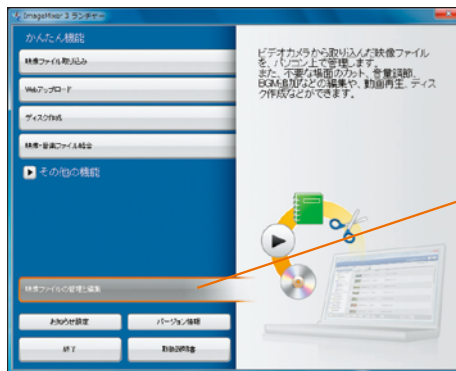 ImageMixer 3 ランチャー
かんたん機能
映像ファイル取り込み
Webアップロード
ディスク作成
映像・音楽ファイル結合
その他の機能
映像ファイルの管理と編集
お知らせ設定
バージョン情報
終了
取扱説明書
ビデオカメラから取り込んだ映像ファイル
を、パソコン上で管理します。
また、不要な場面のカット、音量調節、
BGM追加などの編集や、動画再生、ディス
ク作成などができます。